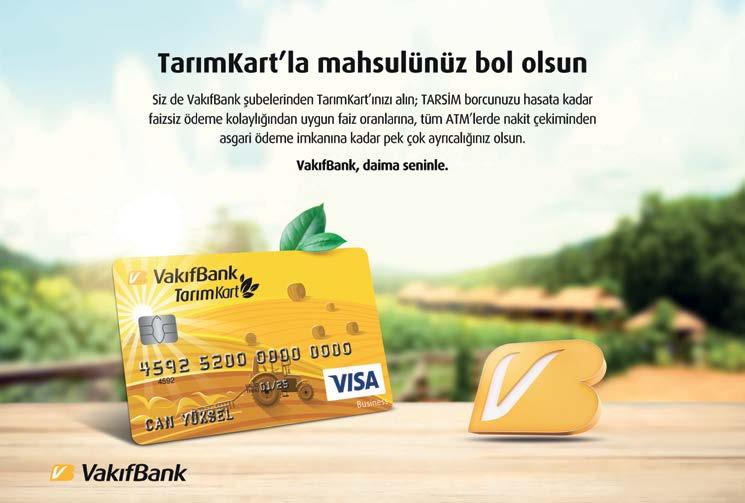 TarımKart’la mahsulünüz bol olsun
Siz de VakıfBank şubelerinden TarımKart’ınızı alın; TARSİM borcunuzu hasata kadar
faizsiz ödeme kolaylığından uygun faiz oranlarına, tüm ATM’lerde nakit çekiminden
asgari ödeme imkanına kadar pek çok ayrıcalığınız olsun.
VakıfBank, daima seninle.
VakıfBank
TarımKart
4592 5200 0000 0000
4592
01/25
VISA
Business
CAN YÜKSEL
VakıfBank